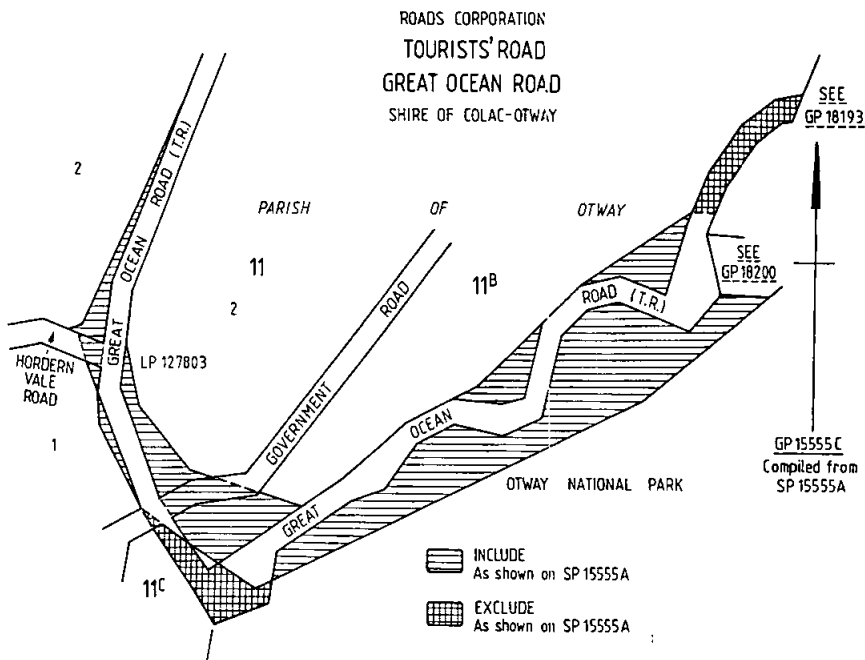 ROADS CORPORATION
TOURISTS' ROAD
GREAT OCEAN ROAD
SHIRE OF COLAC-OTWAY
SEE
GP 18193
2
ROAD (T.R.)
OCEAN
GREAT
PARISH OF OTWAY
11
2
11B
ROAD
GOVERNMENT
ROAD (T.R.)
SEE
GP 18200
HORDERN
VALE
ROAD
LP 127803
1
OCEAN
GREAT
GP 15555C
Compiled from
SP 15555A
OTWAY NATIONAL PARK
11C
INCLUDE
As shown on SP 15555A
EXCLUDE
As shown on SP 15555A